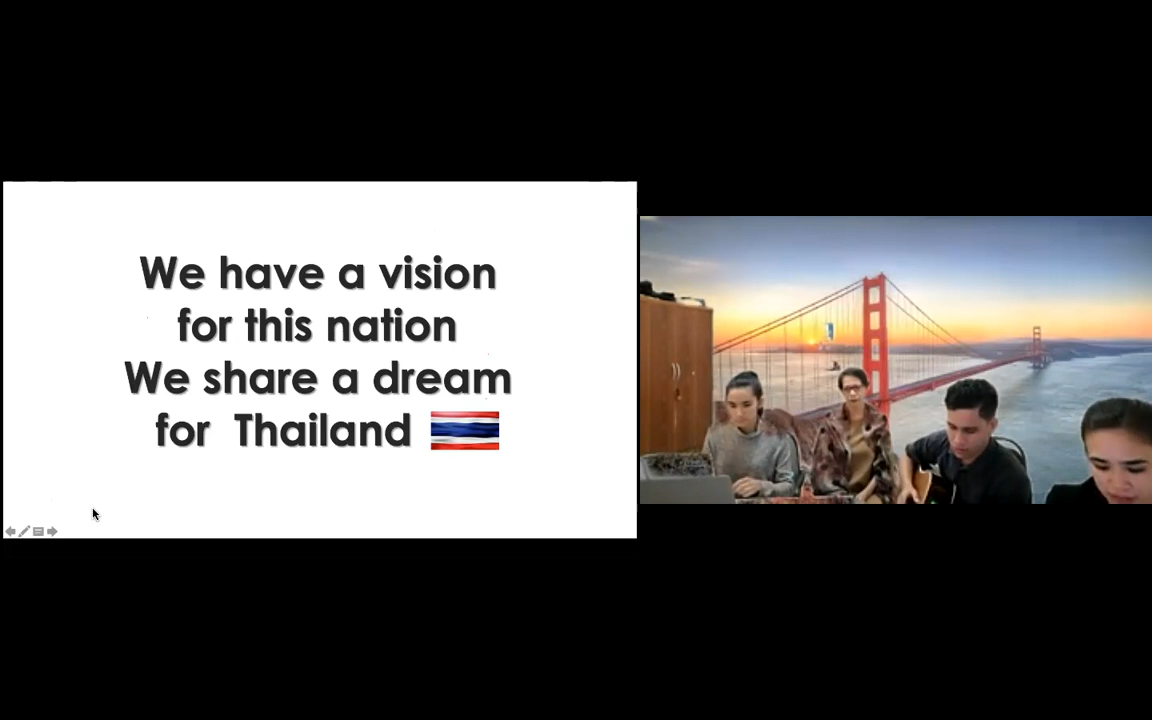 We have a vision
for this nation
We share a dream
for Thailand